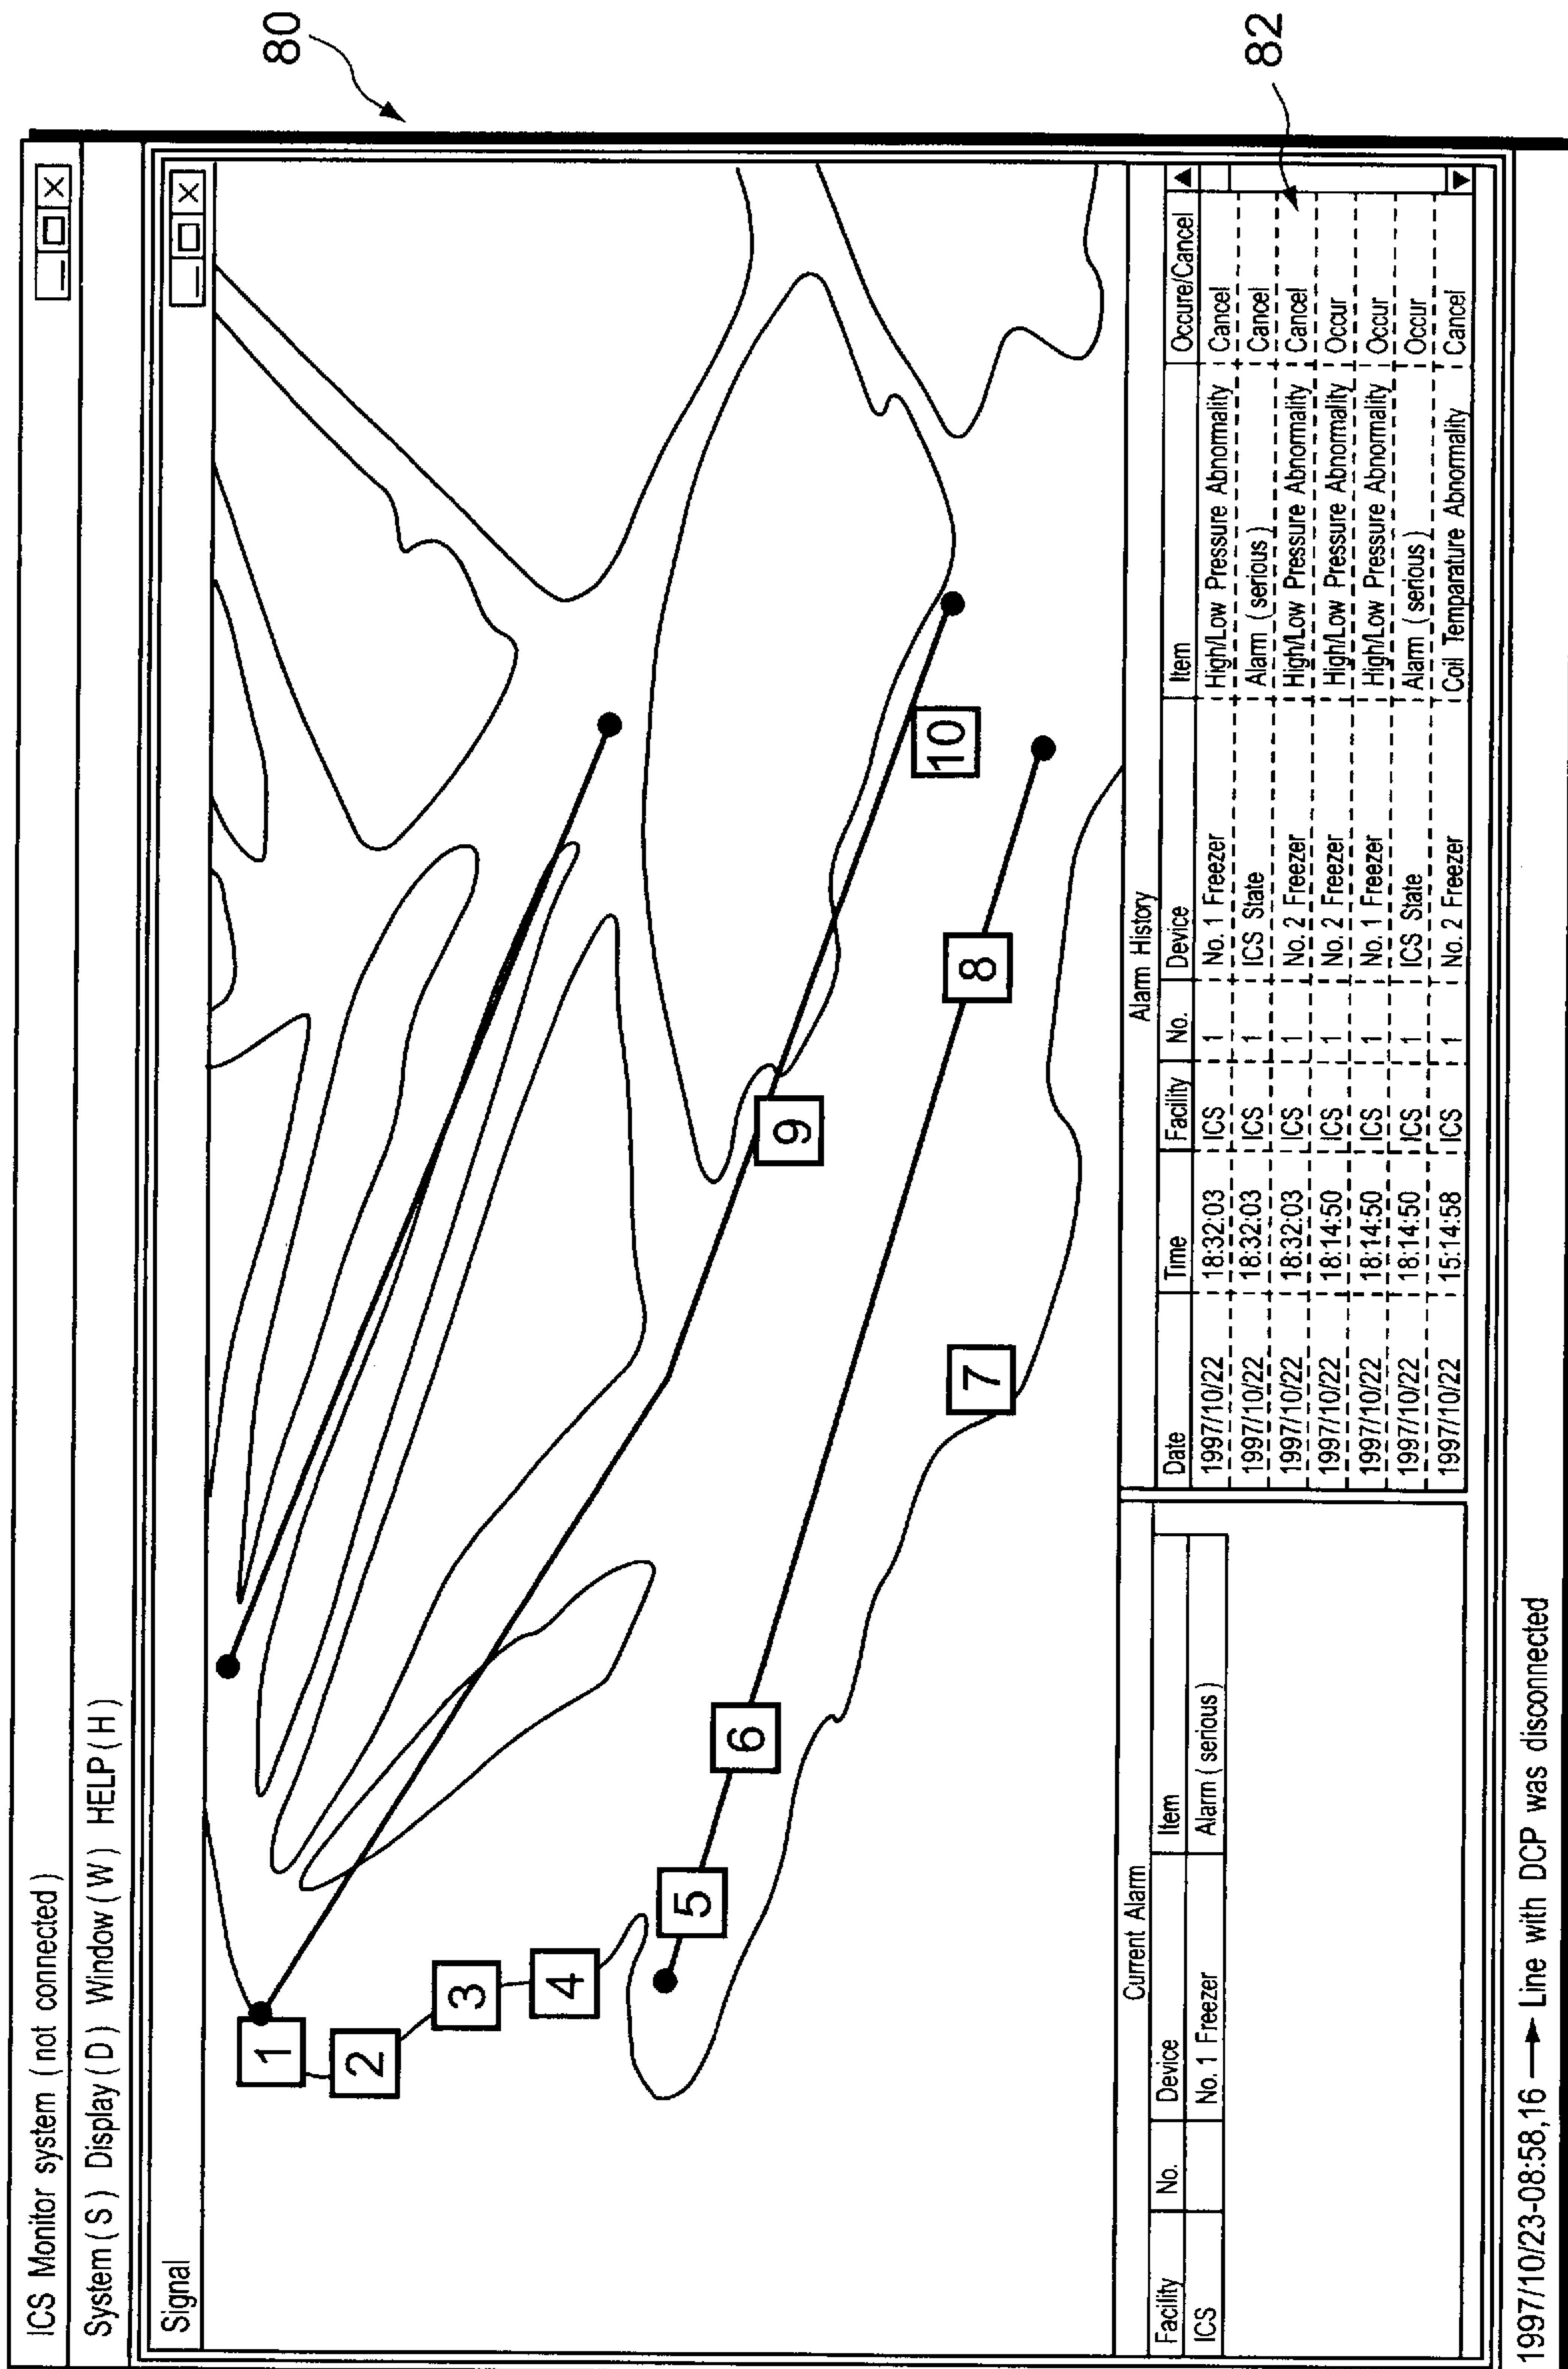 ICS Monitor system ( not connected )
System ( S ) Display ( D ) Window ( W ) HELP ( H )
Signal
80
1
2
3
4
5
6
7
8
9
10
Current Alarm
Facility No. Device Item
ICS No. 1 Freezer Alarm ( serious )
Alarm History
Date Time Facility No. Device Item Occure/Cancel
1997/10/22 18:32:03 ICS 1 No. 1 Freezer High/Low Pressure Abnormality Cancel
1997/10/22 18:32:03 ICS 1 ICS State Alarm ( serious ) Cancel
1997/10/22 18:32:03 ICS 1 No. 2 Freezer High/Low Pressure Abnormality Cancel
1997/10/22 18:14:50 ICS 1 No. 2 Freezer High/Low Pressure Abnormality Occur
1997/10/22 18:14:50 ICS 1 No. 1 Freezer High/Low Pressure Abnormality Occur
1997/10/22 18:14:50 ICS 1 ICS State Alarm ( serious ) Occur
1997/10/22 15:14:58 ICS 1 No. 2 Freezer Coil Temparature Abnormality Cancel
82
1997/10/23-08:58,16 → Line with DCP was disconnected